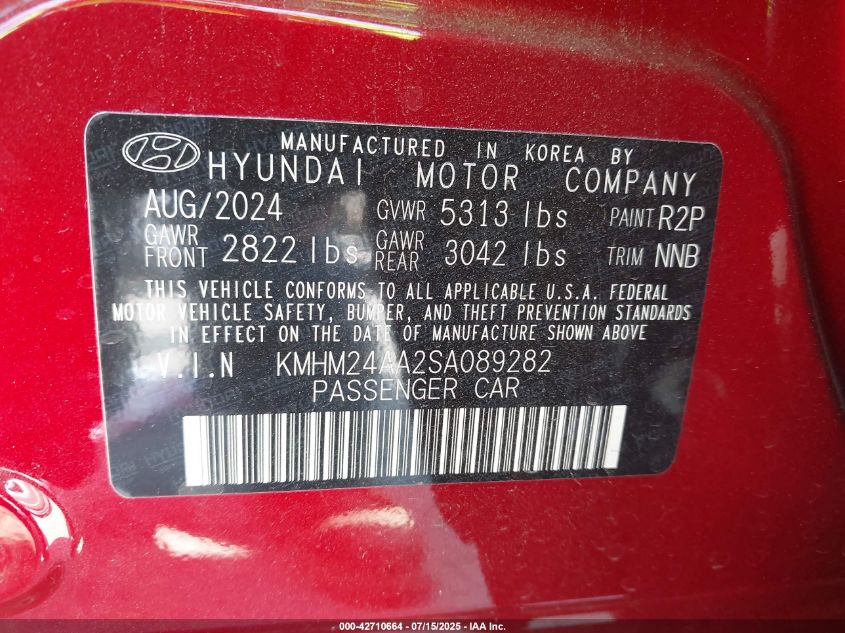 MANUFACTURED IN KOREA BY
HYUNDAI MOTOR COMPANY
AUG/2024 GVWR 5313 lbs PAINT R2P
GAWR FRONT 2822 lbs GAWR REAR 3042 lbs TRIM NNB
THIS VEHICLE CONFORMS TO ALL APPLICABLE U.S.A. FEDERAL
MOTOR VEHICLE SAFETY, BUMPER, AND THEFT PREVENTION STANDARDS
IN EFFECT ON THE DATE OF MANUFACTURE SHOWN ABOVE
V.I.N KMHM24AA2SA089282
PASSENGER CAR
000-42710664 - 07/15/2025 - IAA Inc.